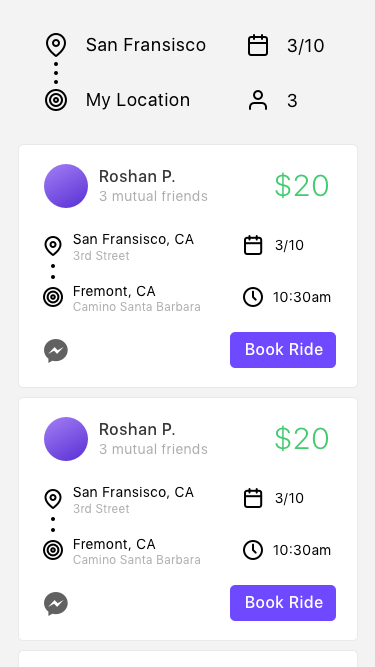 San Fransisco 3/10
My Location 3
Roshan P.
3 mutual friends
$20
San Fransisco, CA
3rd Street
3/10
Fremont, CA
Camino Santa Barbara
10:30am
Book Ride
Roshan P.
3 mutual friends
$20
San Fransisco, CA
3rd Street
3/10
Fremont, CA
Camino Santa Barbara
10:30am
Book Ride